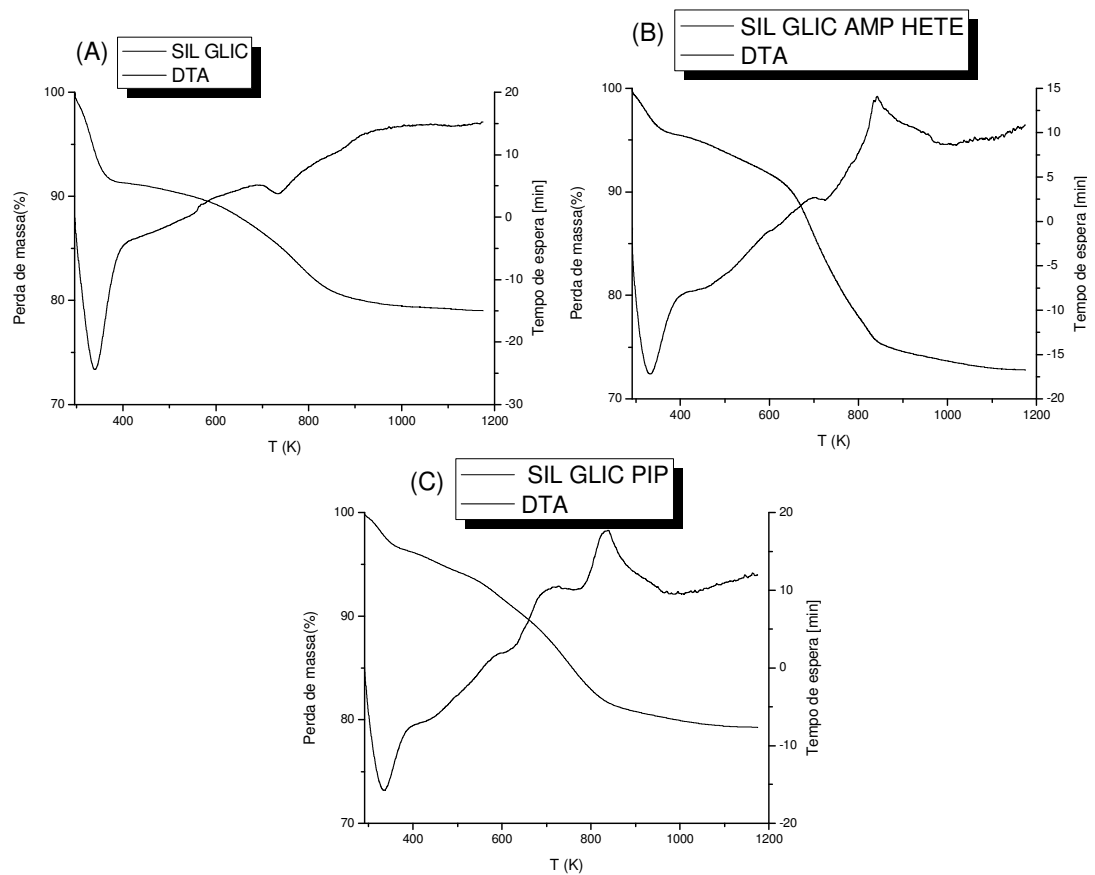 (A)
SIL GLIC
DTA
100
90
80
70
Perda de massa(%)
400
600
800
1000
1200
T (K)
20
10
0
-10
-20
-30
Tempo de espera [min]
(B)
SIL GLIC AMP HETE
DTA
100
90
80
70
Perda de massa(%)
400
600
800
1000
1200
T (K)
15
10
5
0
-5
-10
-15
-20
Tempo de espera [min]
(C)
SIL GLIC PIP
DTA
100
90
80
70
Perda de massa(%)
400
600
800
1000
1200
T (K)
20
10
0
-10
-20
Tempo de espera [min]